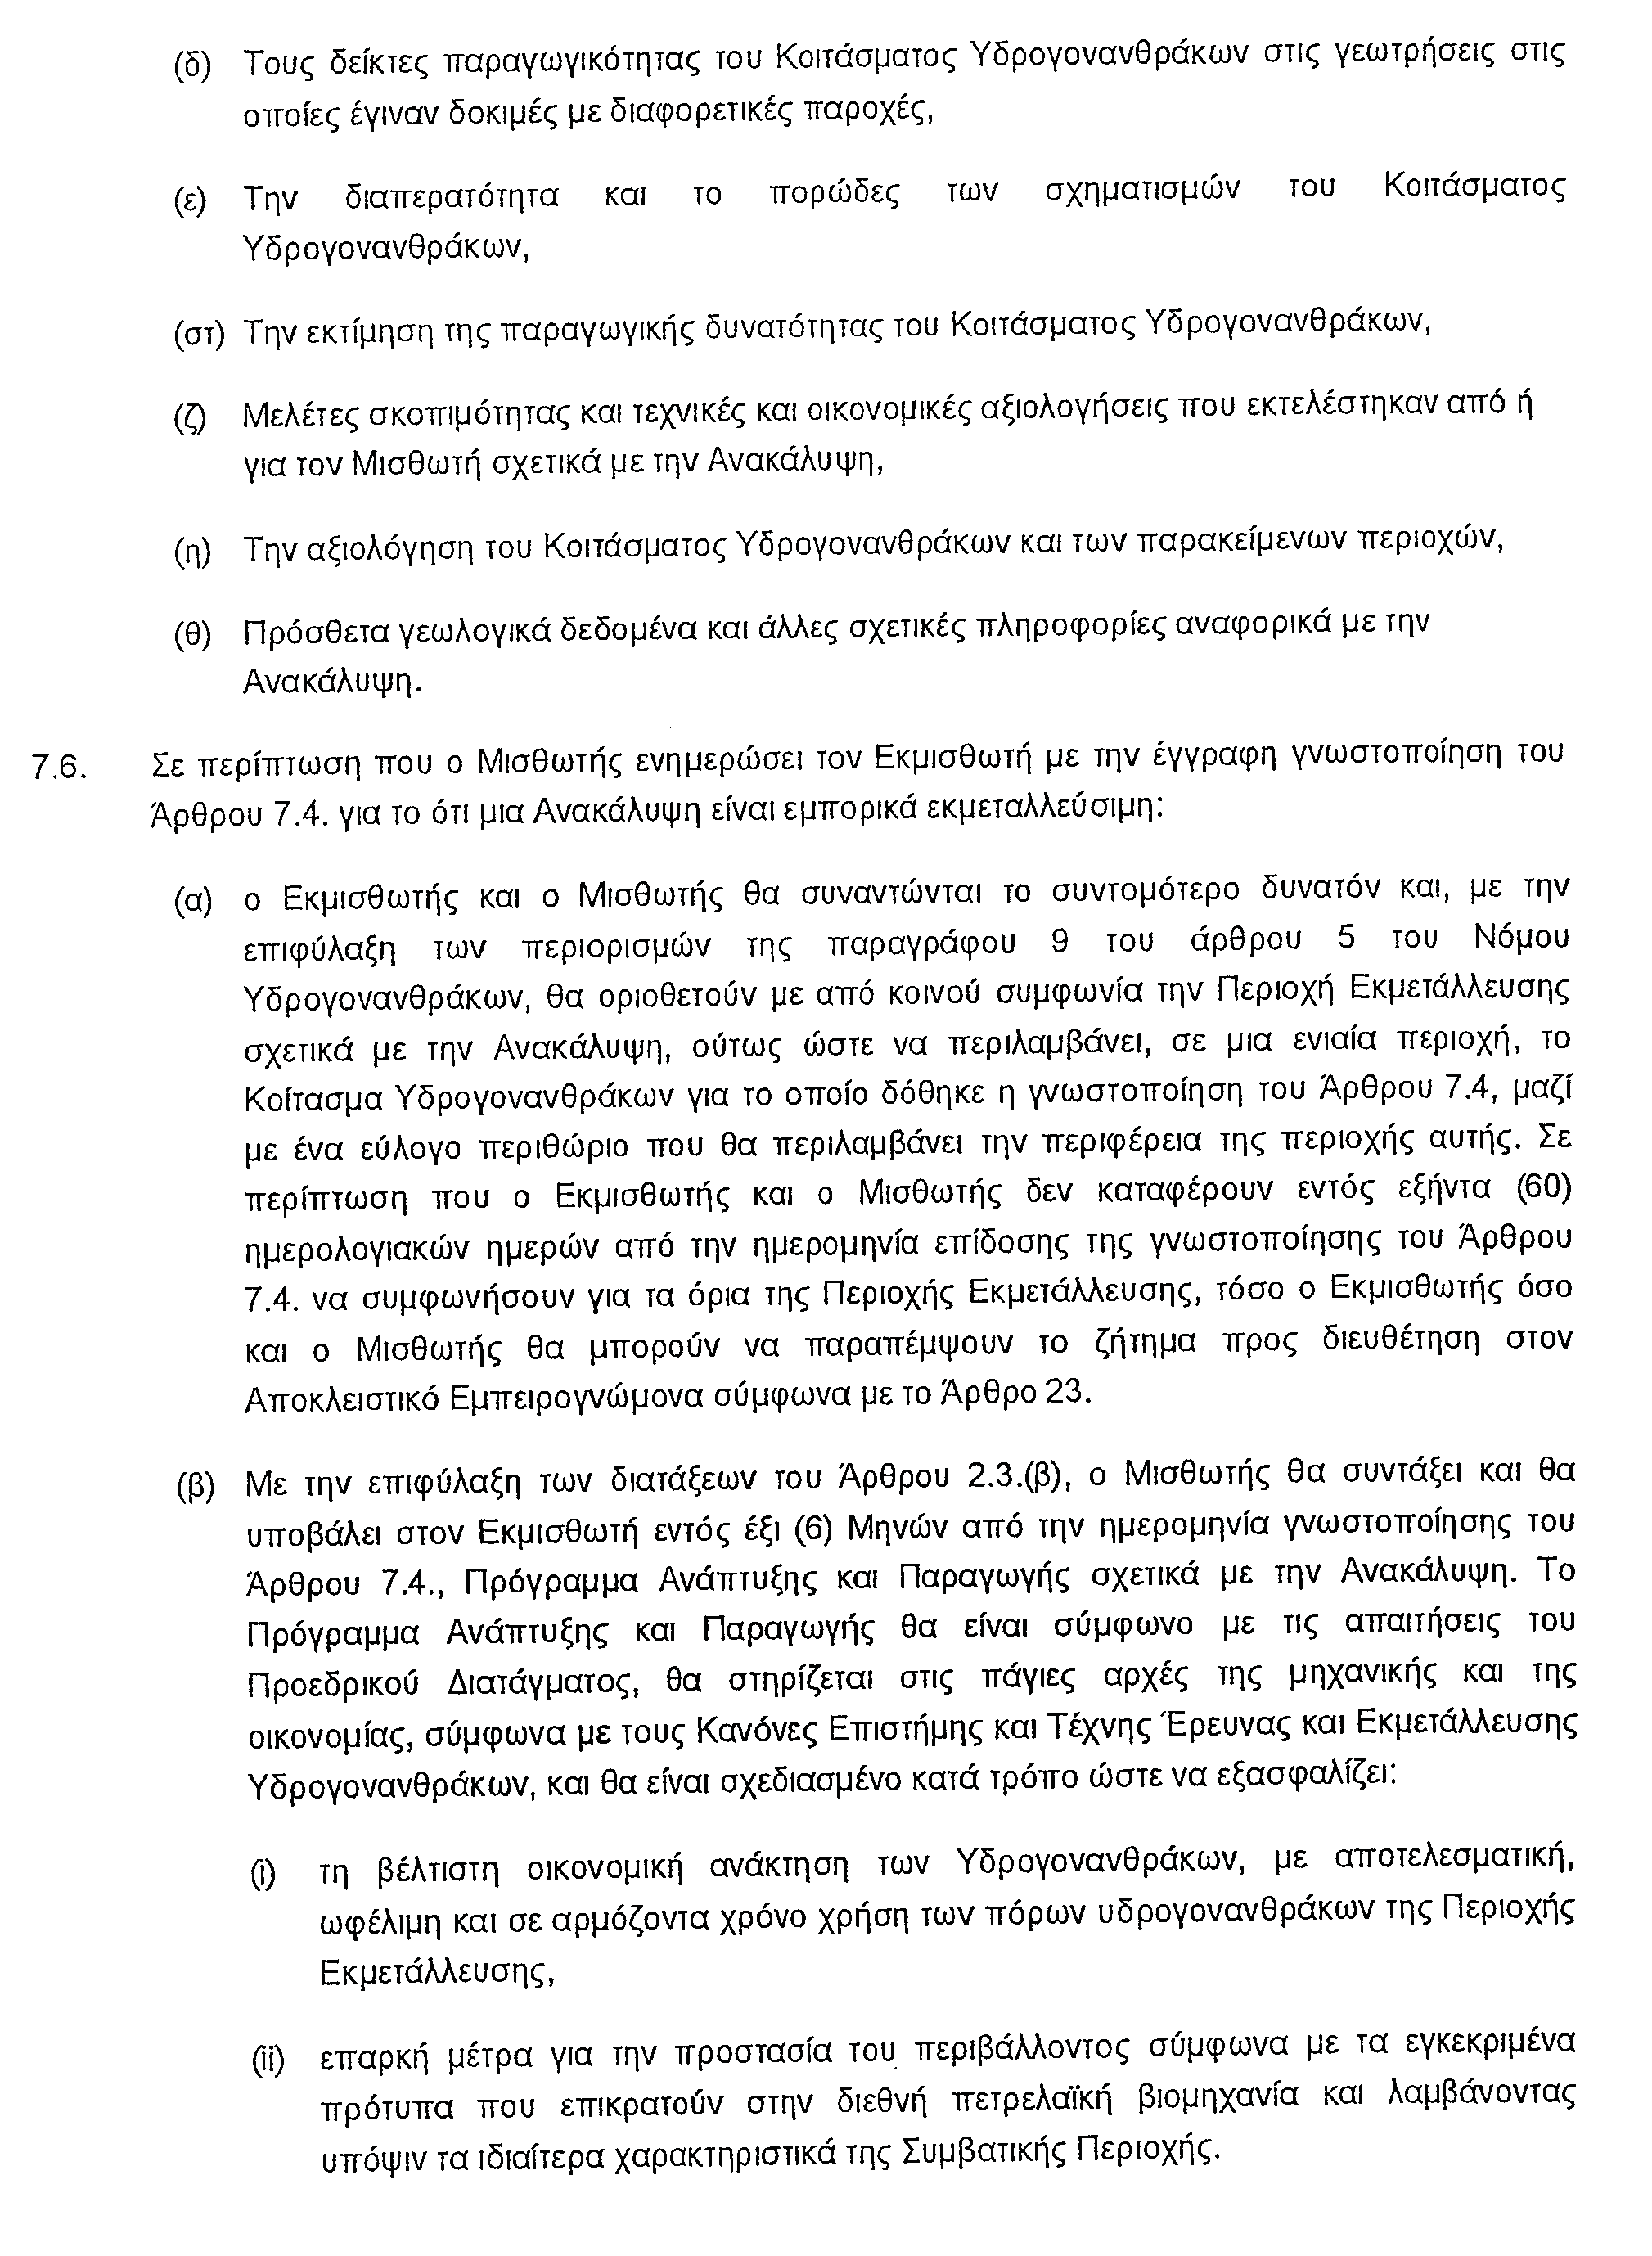 (δ) Τους δείκτες παραγωγικότητας του Κοιτάσματος Υδρογονανθράκων στις γεωτρήσεις στις
οποίες έγιναν δοκιμές με διαφορετικές παροχές,
(ε) Την διαπερατότητα και το πορώδες των σχηματισμών του Κοιτάσματος
Υδρογονανθράκων,
(στ) Την εκτίμηση της παραγωγικής δυνατότητας του Κοιτάσματος Υδρογονανθράκων,
(ζ) Μελέτες σκοπιμότητας και τεχνικές και οικονομικές αξιολογήσεις που εκτελέστηκαν από ή
για τον Μισθωτή σχετικά με την Ανακάλυψη,
(η) Την αξιολόγηση του Κοιτάσματος Υδρογονανθράκων και των παρακείμενων περιοχών,
(θ) Πρόσθετα γεωλογικά δεδομένα και άλλες σχετικές πληροφορίες αναφορικά με την
Ανακάλυψη.
7.6. Σε περίπτωση που ο Μισθωτής ενημερώσει τον Εκμισθωτή με την έγγραφη γνωστοποίηση του
Άρθρου 7.4. για το ότι μια Ανακάλυψη είναι εμπορικά εκμεταλλεύσιμη:
(α) ο Εκμισθωτής και ο Μισθωτής θα συναντώνται το συντομότερο δυνατόν και, με την
επιφύλαξη των περιορισμών της παραγράφου 9 του άρθρου 5 του Νόμου
Υδρογονανθράκων, θα οριοθετούν με από κοινού συμφωνία την Περιοχή Εκμετάλλευσης
σχετικά με την Ανακάλυψη, ούτως ώστε να περιλαμβάνει, σε μια ενιαία περιοχή, το
Κοίτασμα Υδρογονανθράκων για το οποίο δόθηκε η γνωστοποίηση του Άρθρου 7.4, μαζί
με ένα εύλογο περιθώριο που θα περιλαμβάνει την περιφέρεια της περιοχής αυτής. Σε
περίπτωση που ο Εκμισθωτής και ο Μισθωτής δεν καταφέρουν εντός εξήντα (60)
ημερολογιακών ημερών από την ημερομηνία επίδοσης της γνωστοποίησης του Άρθρου
7.4. να συμφωνήσουν για τα όρια της Περιοχής Εκμετάλλευσης, τόσο ο Εκμισθωτής όσο
και ο Μισθωτής θα μπορούν να παραπέμψουν το ζήτημα προς διευθέτηση στον
Αποκλειστικό Εμπειρογνώμονα σύμφωνα με το Άρθρο 23.
(β) Με την επιφύλαξη των διατάξεων του Άρθρου 2.3.(β), ο Μισθωτής θα συντάξει και θα
υποβάλει στον Εκμισθωτή εντός έξι (6) Μηνών από την ημερομηνία γνωστοποίησης του
Άρθρου 7.4., Πρόγραμμα Ανάπτυξης και Παραγωγής σχετικά με την Ανακάλυψη. Το
Πρόγραμμα Ανάπτυξης και Παραγωγής θα είναι σύμφωνο με τις απαιτήσεις του
Προεδρικού Διατάγματος, θα στηρίζεται στις πάγιες αρχές της μηχανικής και της
οικονομίας, σύμφωνα με τους Κανόνες Επιστήμης και Τέχνης Έρευνας και Εκμετάλλευσης
Υδρογονανθράκων, και θα είναι σχεδιασμένο κατά τρόπο ώστε να εξασφαλίζει:
(i) τη βέλτιστη οικονομική ανάκτηση των Υδρογονανθράκων, με αποτελεσματική,
ωφέλιμη και σε αρμόζοντα χρόνο χρήση των πόρων υδρογονανθράκων της Περιοχής
Εκμετάλλευσης,
(ii) επαρκή μέτρα για την προστασία του περιβάλλοντος σύμφωνα με τα εγκεκριμένα
πρότυπα που επικρατούν στην διεθνή πετρελαϊκή βιομηχανία και λαμβάνοντας
υπόψιν τα ιδιαίτερα χαρακτηριστικά της Συμβατικής Περιοχής.